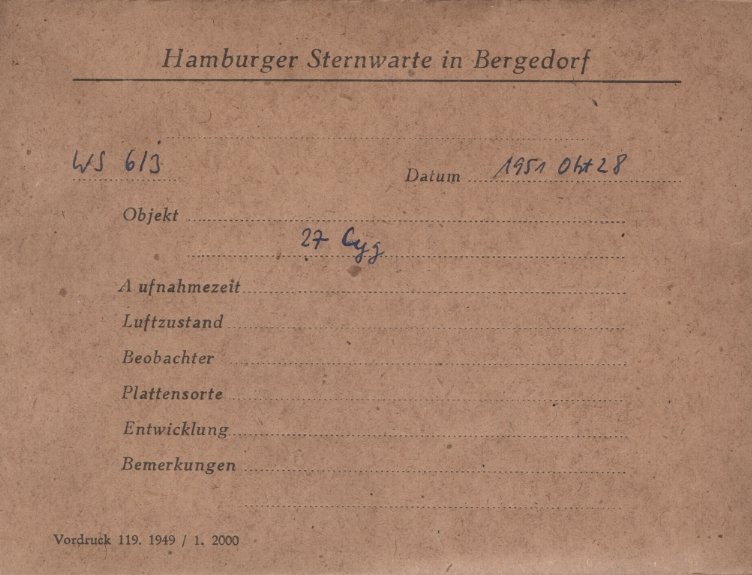 Hamburger Sternwarte in Bergedorf
WS 613 Datum 1951 Okt 28
Objekt
27 Cyg
Aufnahmezeit
Luftzustand
Beobachter
Plattensorte
Entwicklung
Bemerkungen
Vordruck 119. 1949 / 1. 2000